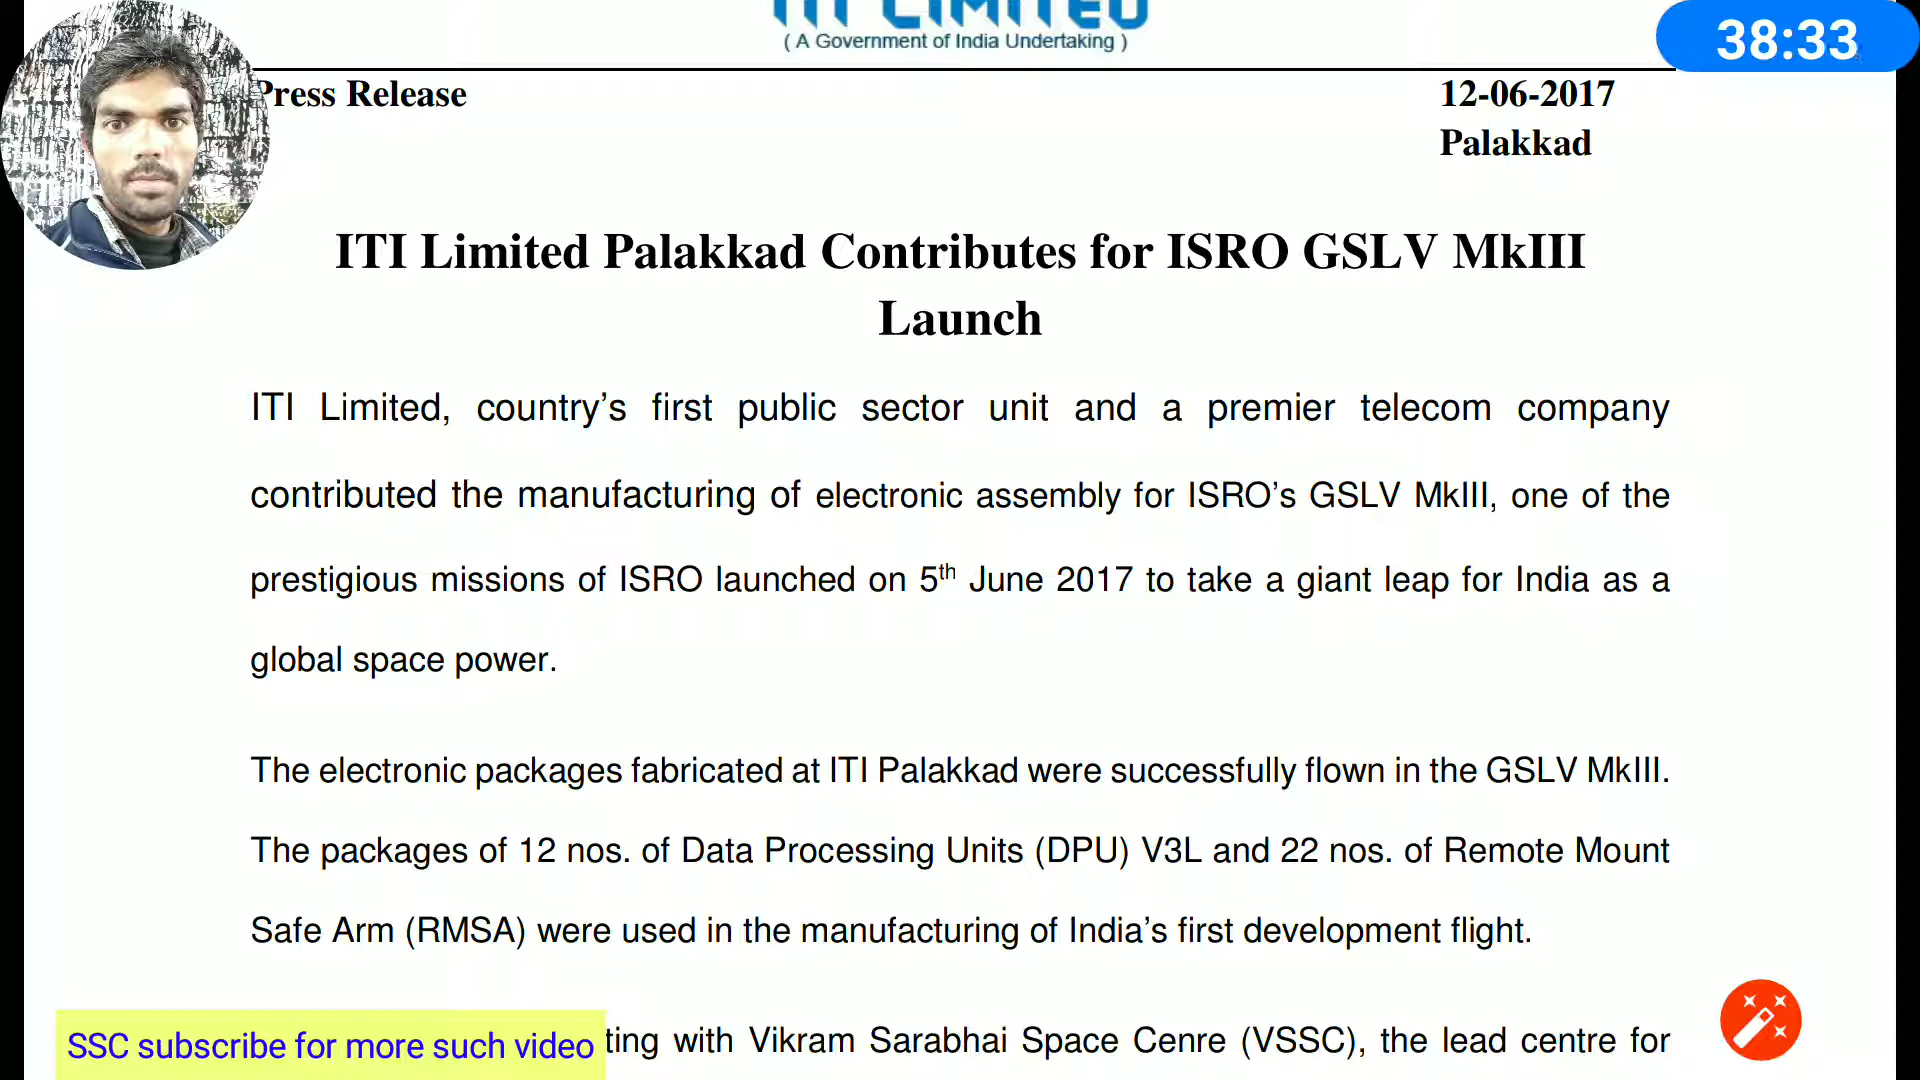 ITI LIMITED
( A Government of India Undertaking )
38:33
Press Release
12-06-2017
Palakkad
ITI Limited Palakkad Contributes for ISRO GSLV MkIII
Launch
ITI Limited, country’s first public sector unit and a premier telecom company
contributed the manufacturing of electronic assembly for ISRO’s GSLV MkIII, one of the
prestigious missions of ISRO launched on 5th June 2017 to take a giant leap for India as a
global space power.
The electronic packages fabricated at ITI Palakkad were successfully flown in the GSLV MkIII.
The packages of 12 nos. of Data Processing Units (DPU) V3L and 22 nos. of Remote Mount
Safe Arm (RMSA) were used in the manufacturing of India’s first development flight.
SSC subscribe for more such video
ting with Vikram Sarabhai Space Cenre (VSSC), the lead centre for